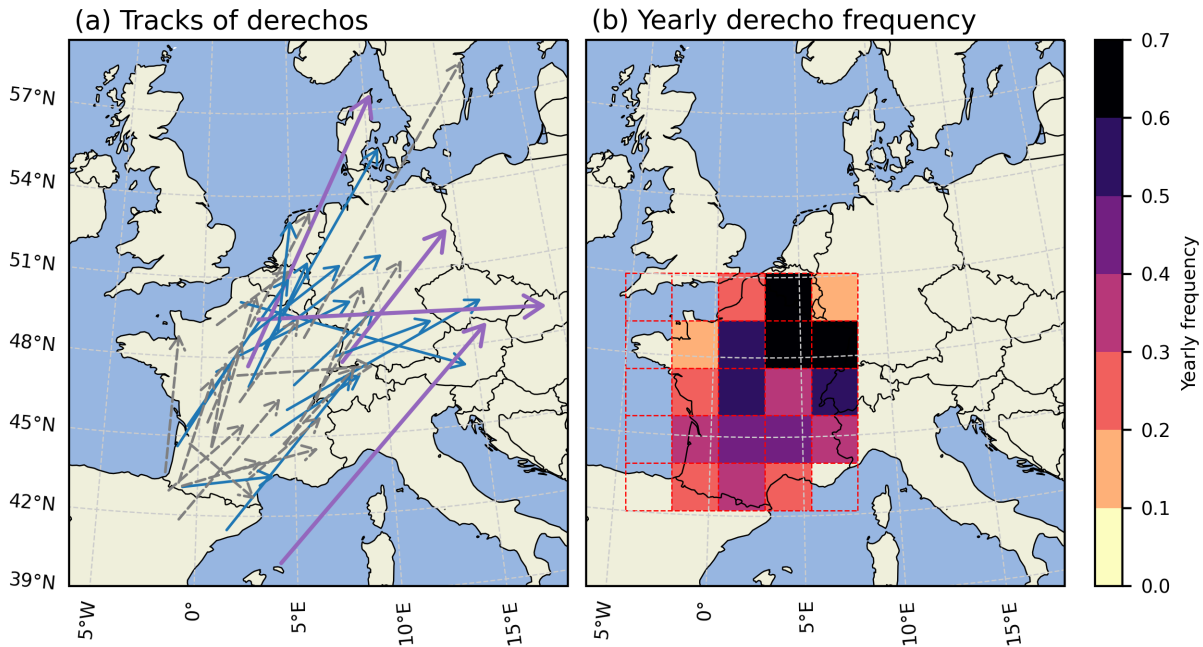 (a) Tracks of derechos
(b) Yearly derecho frequency
57°N
54°N
51°N
48°N
45°N
42°N
39°N
5°W
0°
5°E
10°E
15°E
5°W
0°
5°E
10°E
15°E
0.7
0.6
0.5
0.4
0.3
0.2
0.1
0.0
Yearly frequency